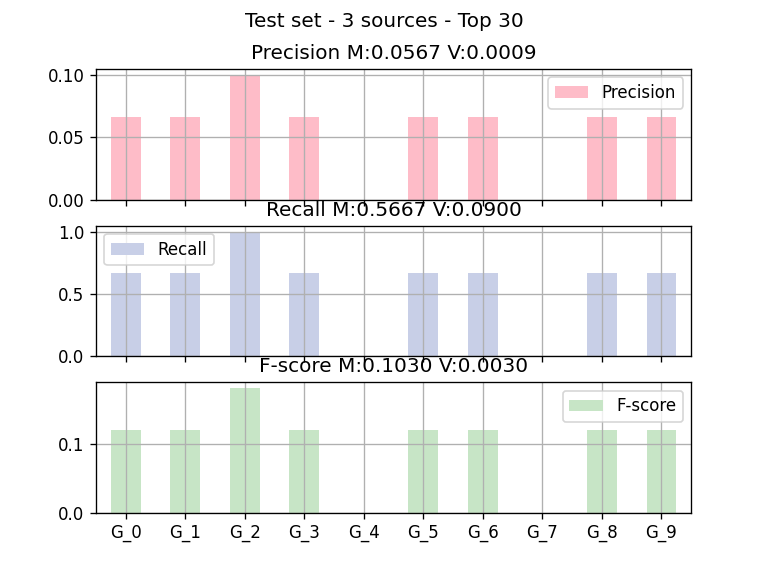 Test set - 3 sources - Top 30
Precision M:0.0567 V:0.0009
0.10
0.05
0.00
Precision
Recall M:0.5667 V:0.0900
1.0
0.5
0.0
Recall
F-score M:0.1030 V:0.0030
0.1
0.0
F-score
G_0 G_1 G_2 G_3 G_4 G_5 G_6 G_7 G_8 G_9